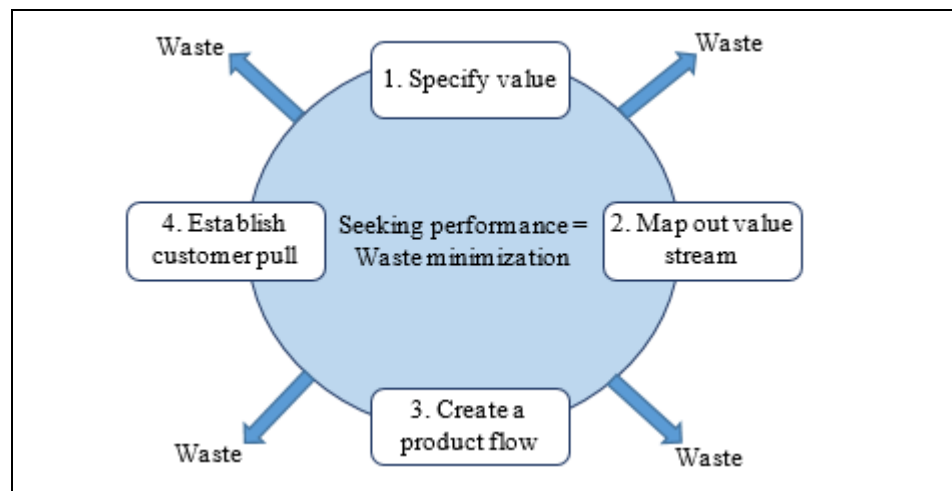 Waste
Waste
1. Specify value
4. Establish
customer pull
Seeking performance =
Waste minimization
2. Map out value
stream
3. Create a
product flow
Waste
Waste